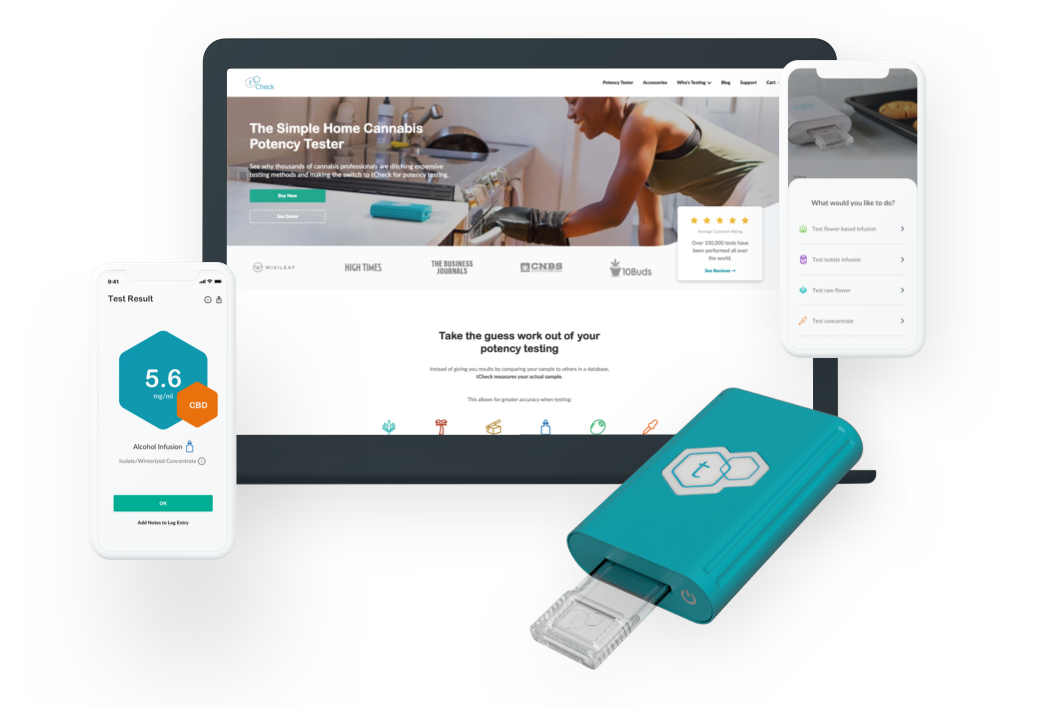 t Check
Potency Tester Accessories Who's Testing Blog Support Cart
The Simple Home Cannabis
Potency Tester
See why thousands of cannabis professionals are ditching expensive
testing methods and making the switch to tCheck for potency testing.
Buy Now
See Demo
Average Customer Rating
Over 100,000 tests have
been performed all over
the world.
See Reviews →
W WIKILEAF
HIGH TIMES
THE BUSINESS
JOURNALS
CNBS
10Buds
Take the guess work out of your
potency testing
Instead of giving you results by comparing your sample to others in a database,
tCheck measures your actual sample.
This allows for greater accuracy when testing:
What would you like to do?
Test flower based infusion
Test isolate infusion
Test raw flower
Test concentrate
9:41
Test Result
5.6
mg/ml
CBD
Alcohol Infusion
Isolate/Winterized Concentrate
OK
Add Notes to Log Entry
t